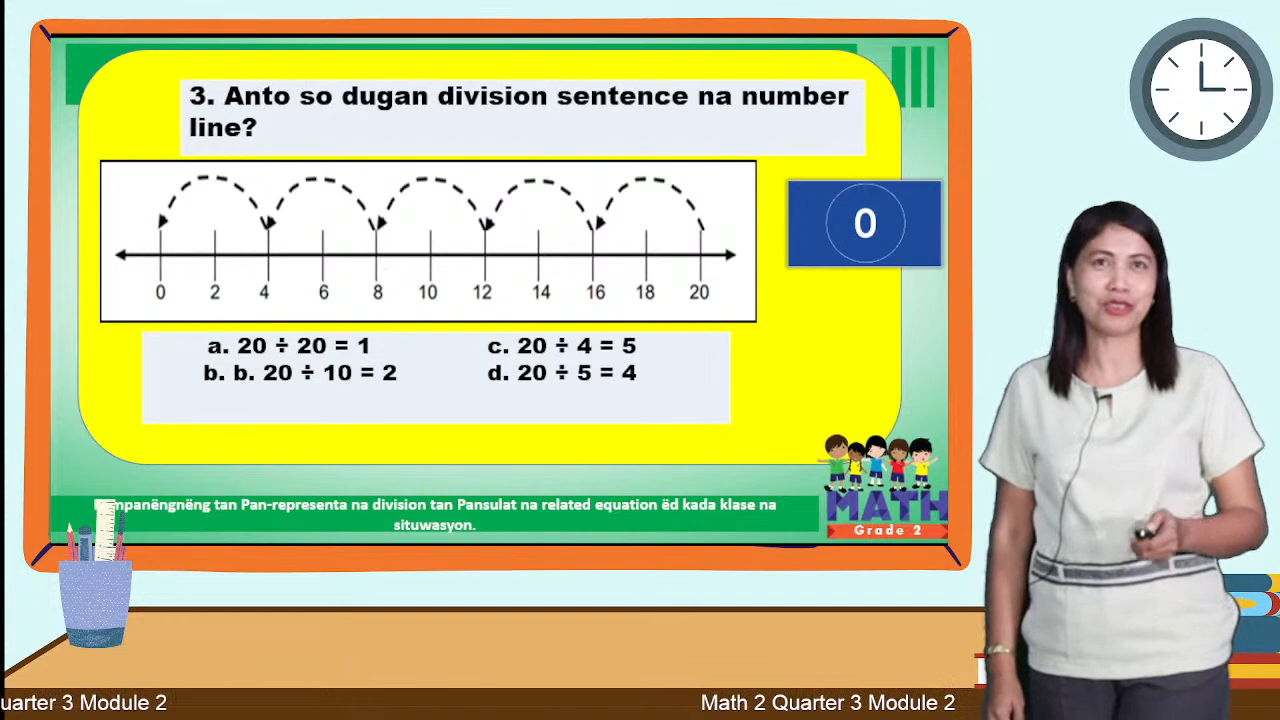 3. Anto so dugan division sentence na number
line?
0
0 2 4 6 8 10 12 14 16 18 20
a. 20 ÷ 20 = 1
c. 20 ÷ 4 = 5
b. b. 20 ÷ 10 = 2
d. 20 ÷ 5 = 4
tan Pan-representa na division tan Pansulat na related equation ëd kada klase na
situwasyon.
MATH
Grade 2
uarter 3 Module 2
Math 2 Quarter 3 Module 2